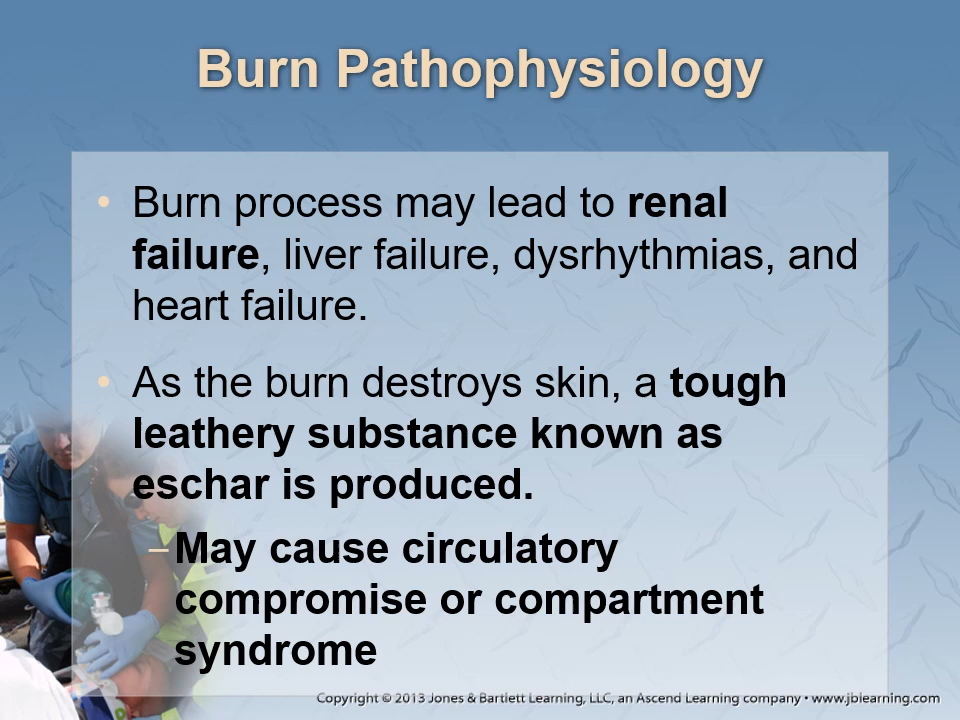 Burn Pathophysiology
• Burn process may lead to renal
failure, liver failure, dysrhythmias, and
heart failure.
• As the burn destroys skin, a tough
leathery substance known as
eschar is produced.
–May cause circulatory
compromise or compartment
syndrome
Copyright © 2013 Jones & Bartlett Learning, LLC, an Ascend Learning company • www.jblearning.com